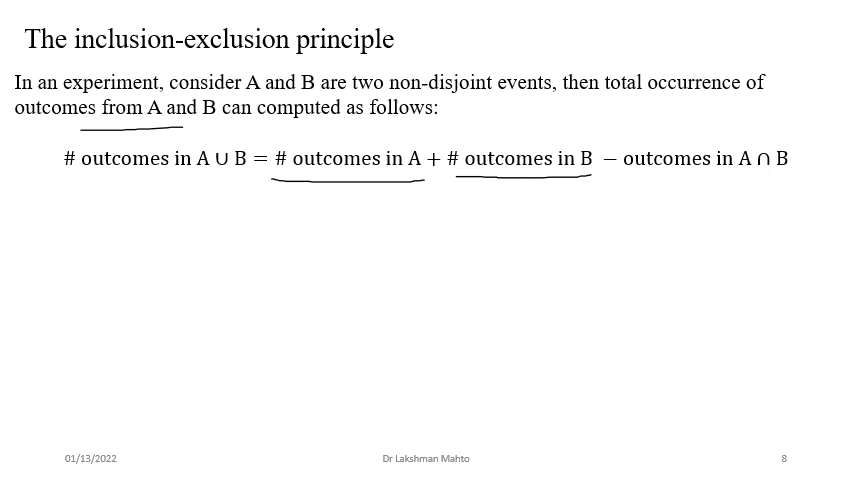 The inclusion-exclusion principle
In an experiment, consider A and B are two non-disjoint events, then total occurrence of
outcomes from A and B can computed as follows:
# outcomes in A ∪ B = # outcomes in A + # outcomes in B − outcomes in A ∩ B
01/13/2022
Dr Lakshman Mahto
8